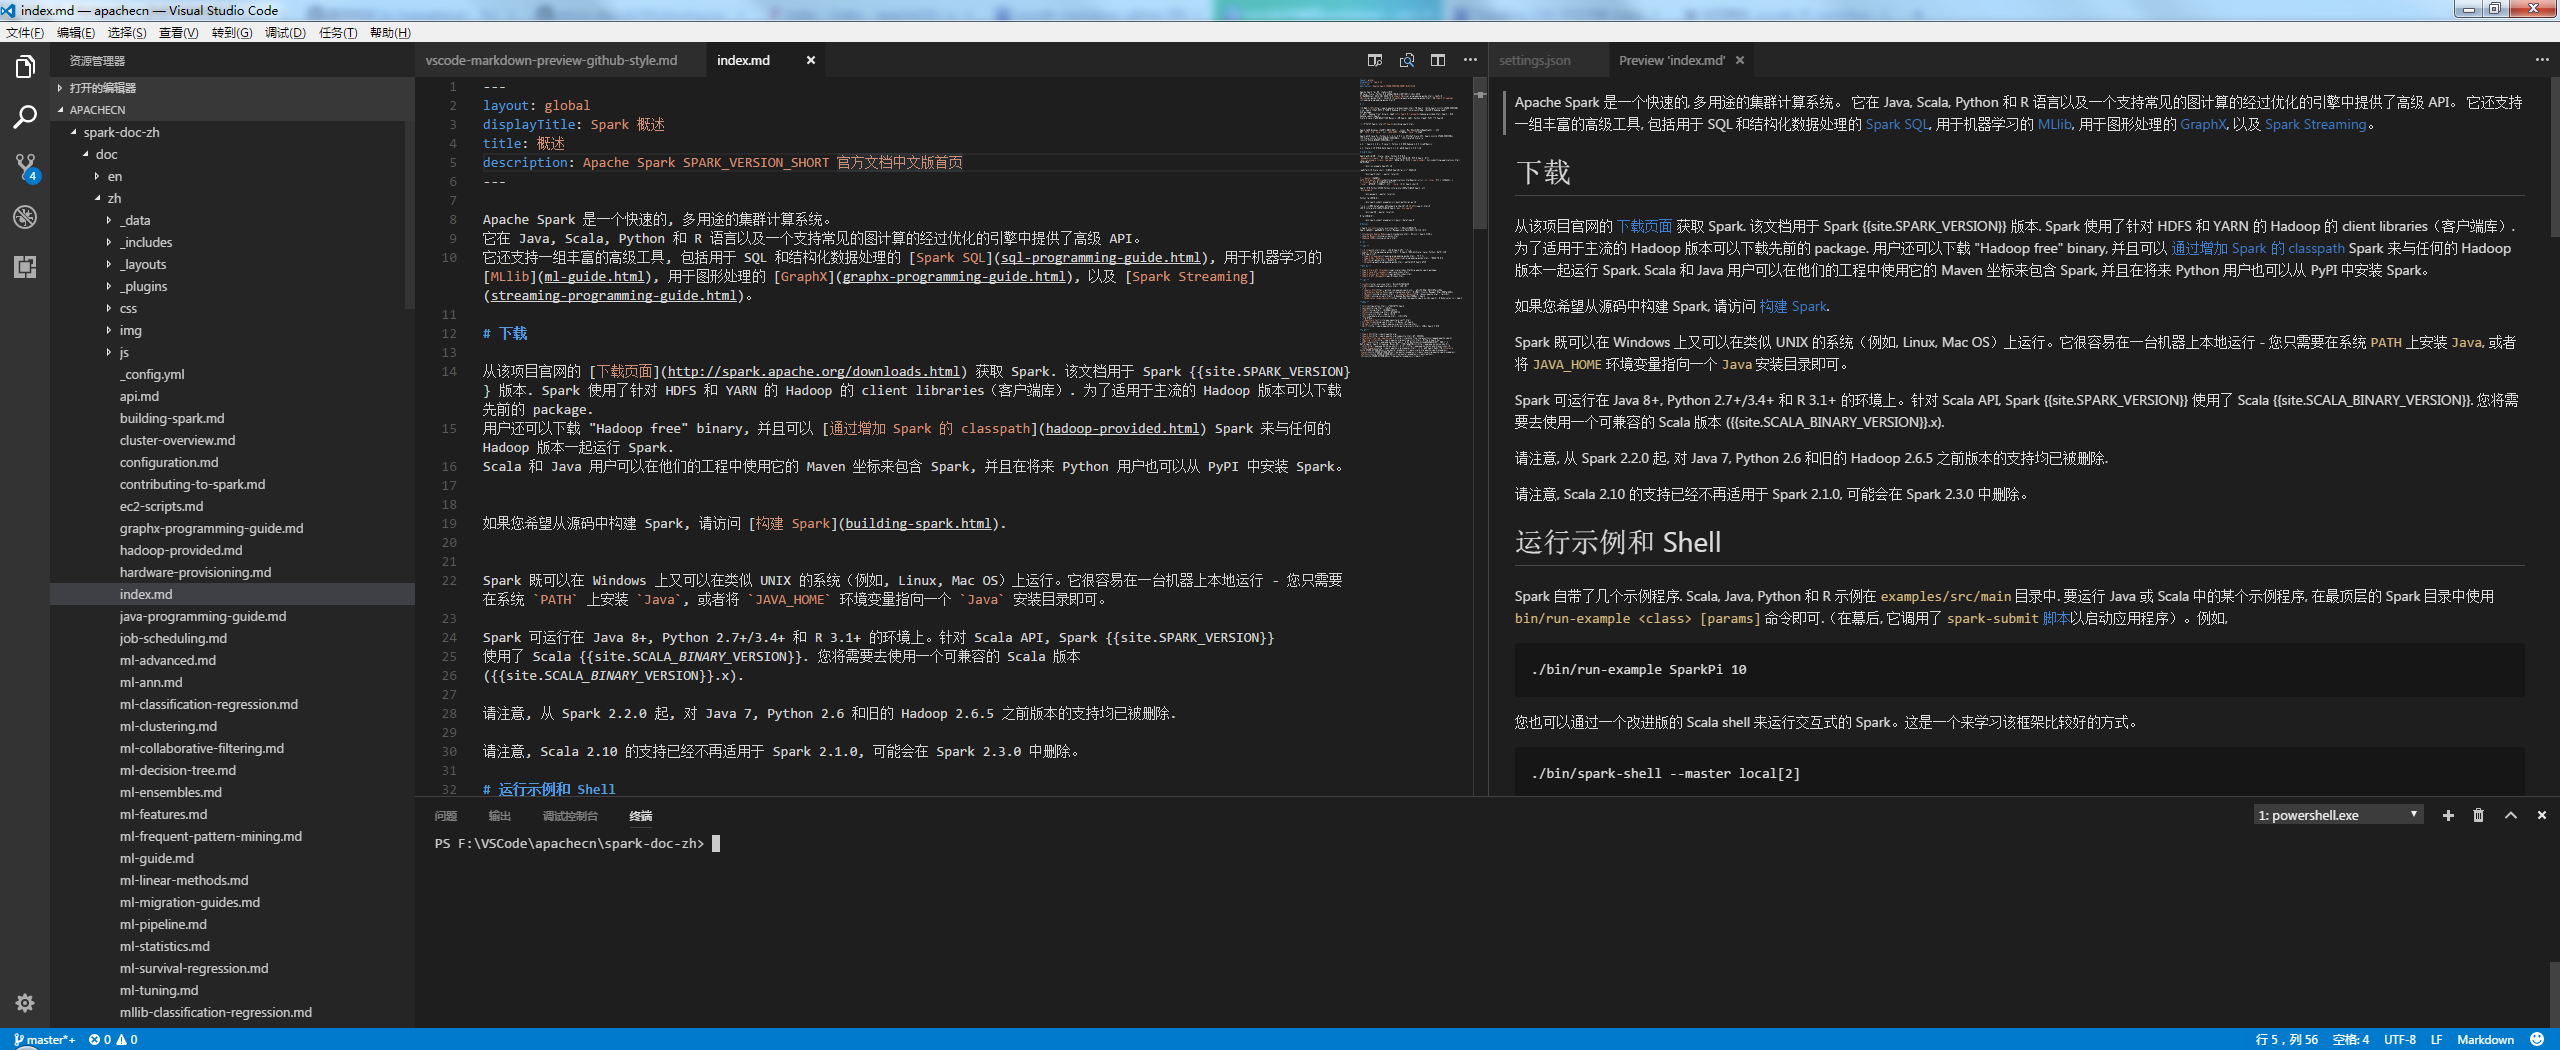 index.md — apachecn — Visual Studio Code
文件(F) 编辑(E) 选择(S) 查看(V) 转到(G) 调试(D) 任务(T) 帮助(H)
资源管理器
打开的编辑器
APACHECN
spark-doc-zh
doc
en
zh
_data
_includes
_layouts
_plugins
css
img
js
_config.yml
api.md
building-spark.md
cluster-overview.md
configuration.md
contributing-to-spark.md
ec2-scripts.md
graphx-programming-guide.md
hadoop-provided.md
hardware-provisioning.md
index.md
java-programming-guide.md
job-scheduling.md
ml-advanced.md
ml-ann.md
ml-classification-regression.md
ml-clustering.md
ml-collaborative-filtering.md
ml-decision-tree.md
ml-ensembles.md
ml-features.md
ml-frequent-pattern-mining.md
ml-guide.md
ml-linear-methods.md
ml-migration-guides.md
ml-pipeline.md
ml-statistics.md
ml-survival-regression.md
ml-tuning.md
mllib-classification-regression.md
4
vscode-markdown-preview-github-style.md index.md
1 ---
2 layout: global
3 displayTitle: Spark 概述
4 title: 概述
5 description: Apache Spark SPARK_VERSION_SHORT 官方文档中文版首页
6 ---
7
8 Apache Spark 是一个快速的, 多用途的集群计算系统。
9 它在 Java, Scala, Python 和 R 语言以及一个支持常见的图计算的经过优化的引擎中提供了高级 API。
10 它还支持一组丰富的高级工具, 包括用于 SQL 和结构化数据处理的 [Spark SQL](sql-programming-guide.html), 用于机器学习的
[MLlib](ml-guide.html), 用于图形处理的 [GraphX](graphx-programming-guide.html), 以及 [Spark Streaming]
(streaming-programming-guide.html)。
11
12 # 下载
13
14 从该项目官网的 [下载页面](http://spark.apache.org/downloads.html) 获取 Spark. 该文档用于 Spark {{site.SPARK_VERSION}
} 版本. Spark 使用了针对 HDFS 和 YARN 的 Hadoop 的 client libraries（客户端库）. 为了适用于主流的 Hadoop 版本可以下载
先前的 package.
15 用户还可以下载 "Hadoop free" binary, 并且可以 [通过增加 Spark 的 classpath](hadoop-provided.html) Spark 来与任何的
Hadoop 版本一起运行 Spark.
16 Scala 和 Java 用户可以在他们的工程中使用它的 Maven 坐标来包含 Spark, 并且在将来 Python 用户也可以从 PyPI 中安装 Spark。
17
18
19 如果您希望从源码中构建 Spark, 请访问 [构建 Spark](building-spark.html).
20
21
22 Spark 既可以在 Windows 上又可以在类似 UNIX 的系统（例如, Linux, Mac OS）上运行。它很容易在一台机器上本地运行 - 您只需要
在系统 `PATH` 上安装 `Java`, 或者将 `JAVA_HOME` 环境变量指向一个 `Java` 安装目录即可。
23
24 Spark 可运行在 Java 8+, Python 2.7+/3.4+ 和 R 3.1+ 的环境上。针对 Scala API, Spark {{site.SPARK_VERSION}}
25 使用了 Scala {{site.SCALA_BINARY_VERSION}}. 您将需要去使用一个可兼容的 Scala 版本
26 ({{site.SCALA_BINARY_VERSION}}.x).
27
28 请注意, 从 Spark 2.2.0 起, 对 Java 7, Python 2.6 和旧的 Hadoop 2.6.5 之前版本的支持均已被删除.
29
30 请注意, Scala 2.10 的支持已经不再适用于 Spark 2.1.0, 可能会在 Spark 2.3.0 中删除。
31
32 # 运行示例和 Shell
settings.json Preview 'index.md'
Apache Spark 是一个快速的, 多用途的集群计算系统。 它在 Java, Scala, Python 和 R 语言以及一个支持常见的图计算的经过优化的引擎中提供了高级 API。 它还支持
一组丰富的高级工具, 包括用于 SQL 和结构化数据处理的 Spark SQL, 用于机器学习的 MLlib, 用于图形处理的 GraphX, 以及 Spark Streaming。
下载
从该项目官网的 下载页面 获取 Spark. 该文档用于 Spark {{site.SPARK_VERSION}} 版本. Spark 使用了针对 HDFS 和 YARN 的 Hadoop 的 client libraries（客户端库）.
为了适用于主流的 Hadoop 版本可以下载先前的 package. 用户还可以下载 "Hadoop free" binary, 并且可以 通过增加 Spark 的 classpath Spark 来与任何的 Hadoop
版本一起运行 Spark. Scala 和 Java 用户可以在他们的工程中使用它的 Maven 坐标来包含 Spark, 并且在将来 Python 用户也可以从 PyPI 中安装 Spark。
如果您希望从源码中构建 Spark, 请访问 构建 Spark.
Spark 既可以在 Windows 上又可以在类似 UNIX 的系统（例如, Linux, Mac OS）上运行。它很容易在一台机器上本地运行 - 您只需要在系统 PATH 上安装 Java, 或者
将 JAVA_HOME 环境变量指向一个 Java 安装目录即可。
Spark 可运行在 Java 8+, Python 2.7+/3.4+ 和 R 3.1+ 的环境上。针对 Scala API, Spark {{site.SPARK_VERSION}} 使用了 Scala {{site.SCALA_BINARY_VERSION}}. 您将需
要去使用一个可兼容的 Scala 版本 ({{site.SCALA_BINARY_VERSION}}.x).
请注意, 从 Spark 2.2.0 起, 对 Java 7, Python 2.6 和旧的 Hadoop 2.6.5 之前版本的支持均已被删除.
请注意, Scala 2.10 的支持已经不再适用于 Spark 2.1.0, 可能会在 Spark 2.3.0 中删除。
运行示例和 Shell
Spark 自带了几个示例程序. Scala, Java, Python 和 R 示例在 examples/src/main 目录中. 要运行 Java 或 Scala 中的某个示例程序, 在最顶层的 Spark 目录中使用
bin/run-example <class> [params] 命令即可.（在幕后, 它调用了 spark-submit 脚本以启动应用程序）。例如,
./bin/run-example SparkPi 10
您也可以通过一个改进版的 Scala shell 来运行交互式的 Spark。这是一个来学习该框架比较好的方式。
./bin/spark-shell --master local[2]
问题 输出 调试控制台 终端 1: powershell.exe
PS F:\VSCode\apachecn\spark-doc-zh>
master*+ 0 0 行 5，列 56 空格: 4 UTF-8 LF Markdown